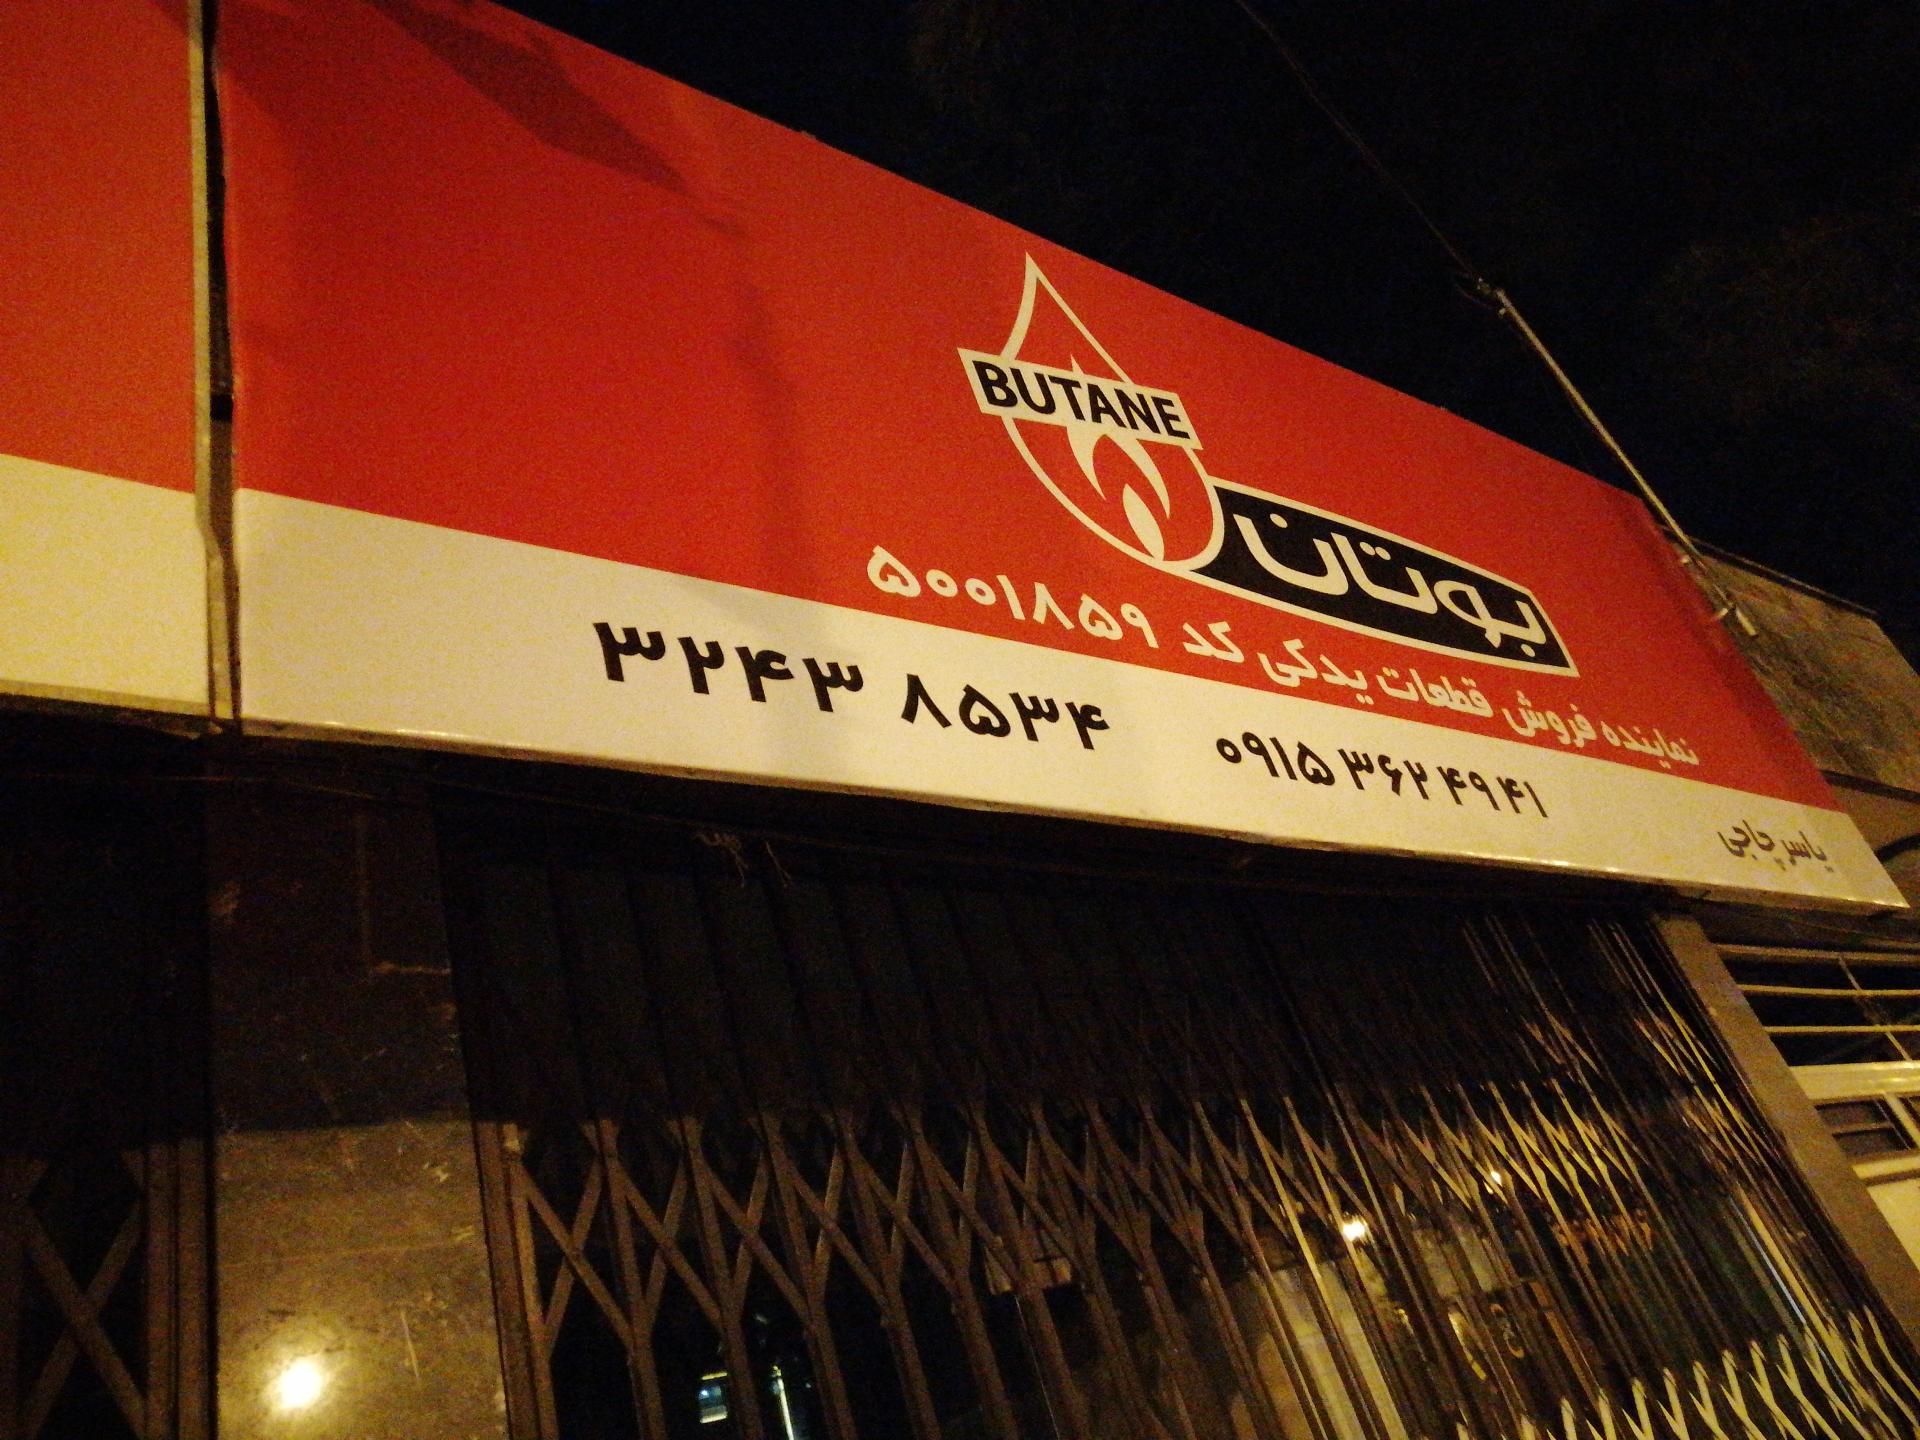 BUTANE
بوتان
نماینده فروش قطعات یدکی کد ۵۰۰۱۸۵۹
۳۲۴۳ ۸۵۳۴
۰۹۱۵ ۳۶۲ ۴۹ ۴۱
یاسر حاجی